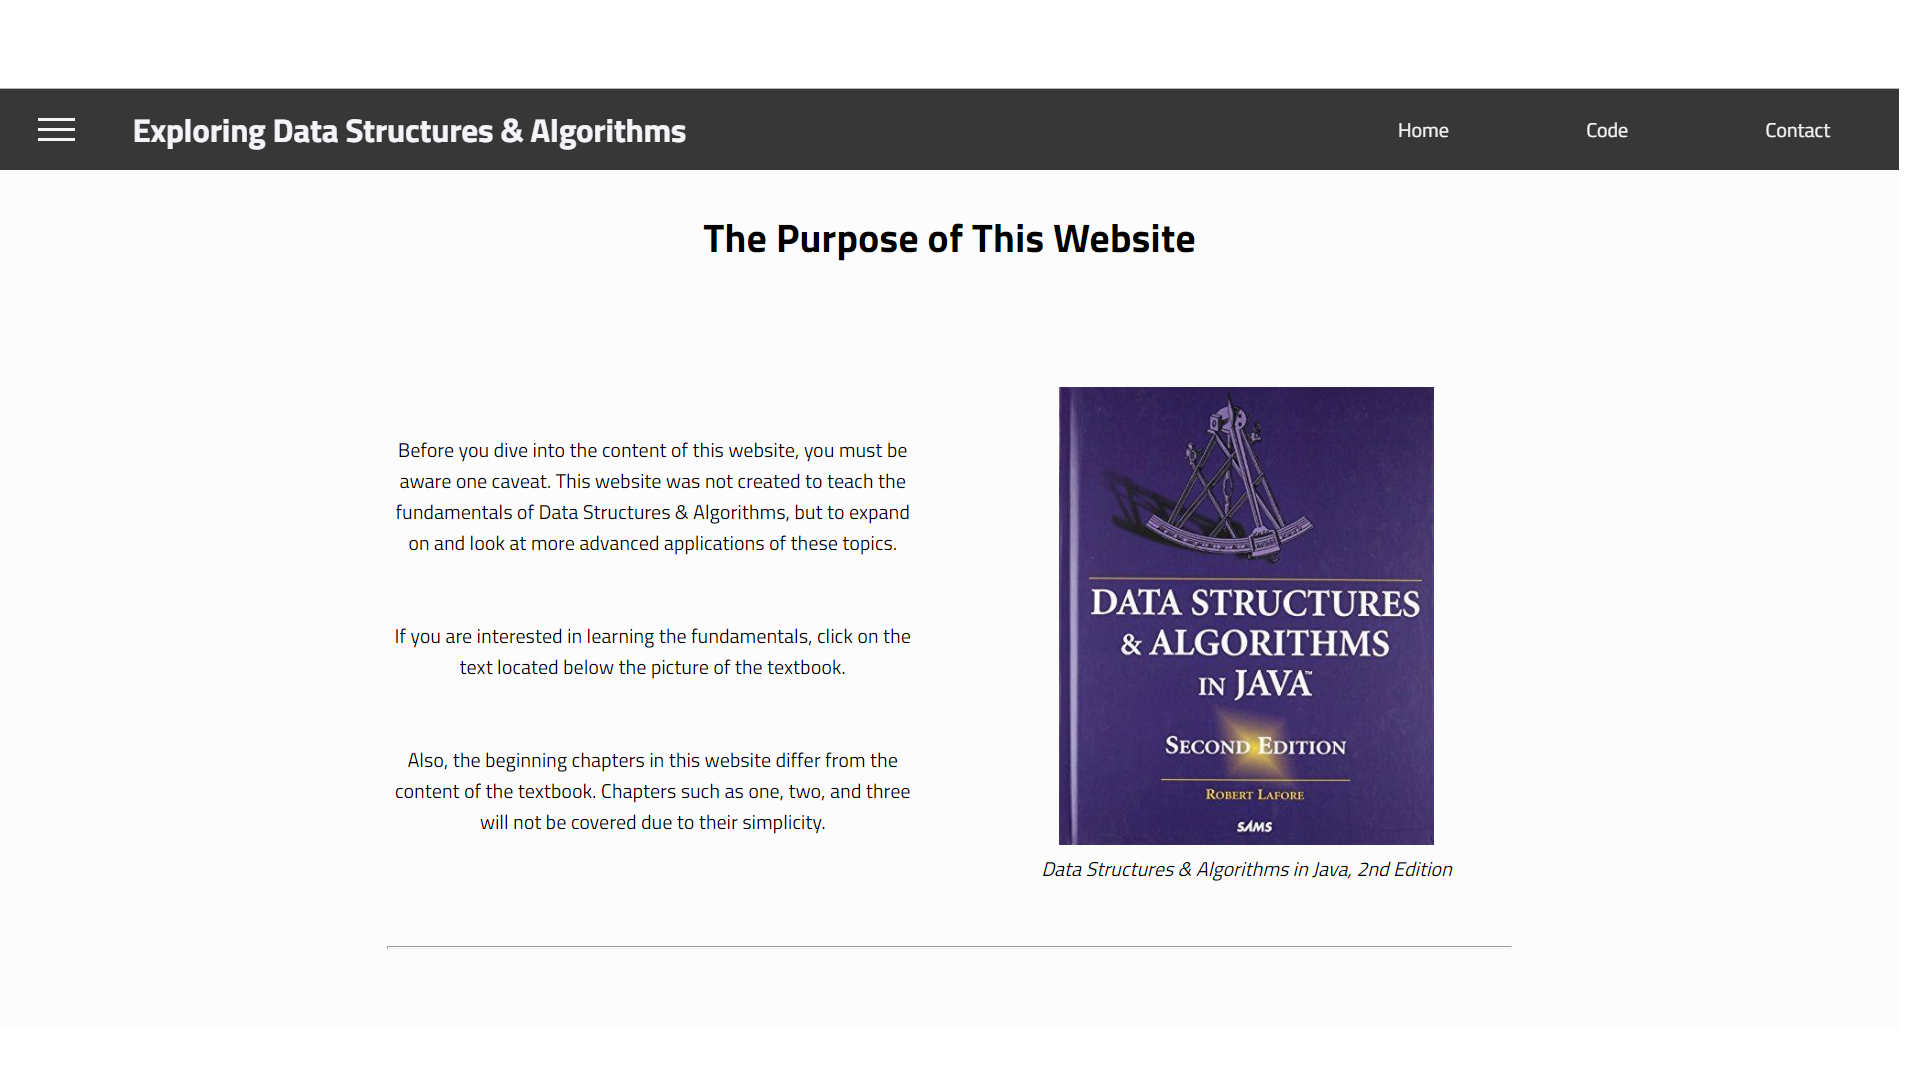 Exploring Data Structures & Algorithms
Home
Code
Contact
The Purpose of This Website
Before you dive into the content of this website, you must be
aware one caveat. This website was not created to teach the
fundamentals of Data Structures & Algorithms, but to expand
on and look at more advanced applications of these topics.
If you are interested in learning the fundamentals, click on the
text located below the picture of the textbook.
Also, the beginning chapters in this website differ from the
content of the textbook. Chapters such as one, two, and three
will not be covered due to their simplicity.
DATA STRUCTURES
& ALGORITHMS
IN JAVA™
SECOND EDITION
ROBERT LAFORE
SAMS
Data Structures & Algorithms in Java, 2nd Edition